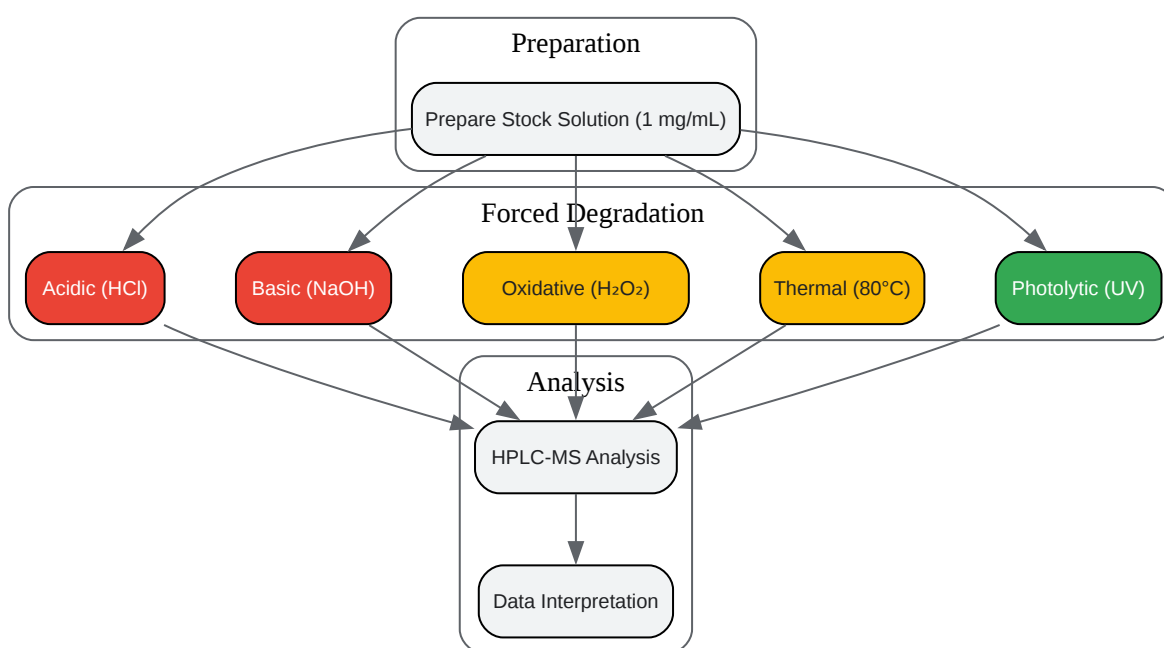 Preparation
Prepare Stock Solution (1 mg/mL)
Forced Degradation
Acidic (HCl)
Basic (NaOH)
Oxidative (H₂O₂)
Thermal (80°C)
Photolytic (UV)
Analysis
HPLC-MS Analysis
Data Interpretation